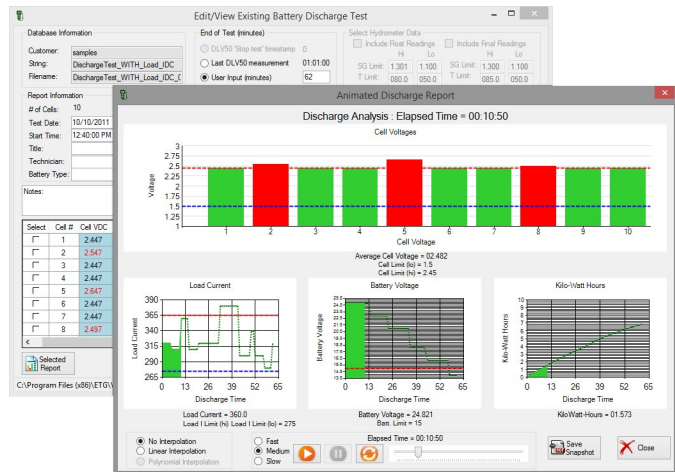 Edit/View Existing Battery Discharge Test
Database Information
Customer: samples
String: DischargeTest_WITH_Load_IDC
Filename: DischargeTest_WITH_Load_IDC_(
End of Test (minutes)
DLV50 'Stop test' timestamp 0
Last DLV50 measurement 01:01:00
User Input (minutes) 62
Select Hydrometer Data
Include Float Readings Include Final Readings
Hi Lo Hi Lo
SG Limit: 1.301 1.100 SG Limit: 1.300 1.100
T Limit: 080.0 050.0 T Limit: 085.0 050.0
Report Information
# of Cells: 10
Test Date: 10/10/2011
Start Time: 12:40:00 PM
Title:
Technician:
Battery Type:
Notes:
Select Cell # Cell VDC
1 2.447
2 2.547
3 2.447
4 2.447
5 2.647
6 2.447
7 2.447
8 2.497
Selected
Report
C:\Program Files (x86)\ETG\
Animated Discharge Report
Discharge Analysis : Elapsed Time = 00:10:50
Cell Voltages
Voltage
3
2.75
2.5
2.25
2
1.75
1.5
1.25
1
1 2 3 4 5 6 7 8 9 10
Cell Voltage
Average Cell Voltage = 02.482
Cell Limit (lo) = 1.5
Cell Limit (hi) = 2.45
Load Current
Load Current
390
365
340
315
290
265
0 13 26 39 52 65
Discharge Time
Load Current = 360.0
Load I Limit (hi) Load I Limit (lo) = 275
Battery Voltage
Battery Voltage
0 13 26 39 52 65
Discharge Time
Battery Voltage = 24.821
Batt. Limit = 15
Kilo-Watt Hours
Kilo-Watt Hours
10
9
8
7
6
5
4
3
2
1
0
0 13 26 39 52 65
Discharge Time
KiloWatt-Hours = 01.573
No Interpolation
Linear Interpolation
Polynomial Interpolation
Fast
Medium
Slow
Elapsed Time = 00:10:50
Save
Snapshot
Close